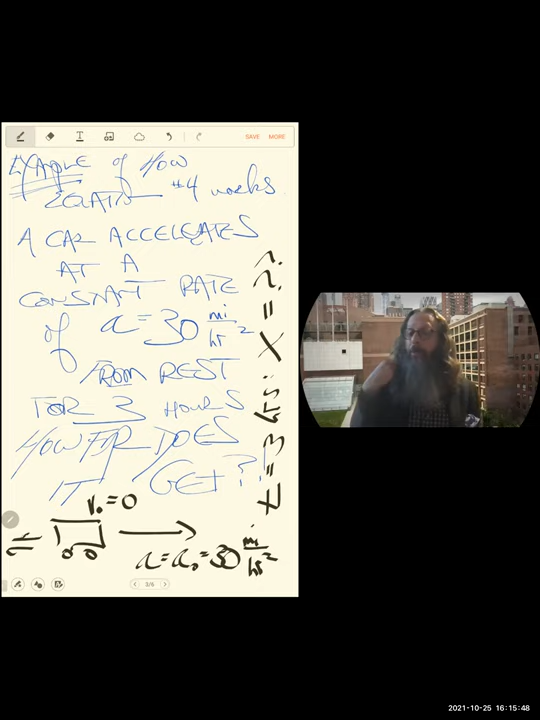 SAVE MORE
EXAMPLE of HOW
#4 works
A CAR ACCELERATES
AT A
CONSTANT RATE
of a = 30 mi/hr²
FROM REST
FOR 3 HOURS
HOW FAR DOES
IT GET??
t = 3 hrs: X = ??
v₀ = 0
a = a₀ = 30 mi/hr²
3/6
2021-10-25 16:15:48